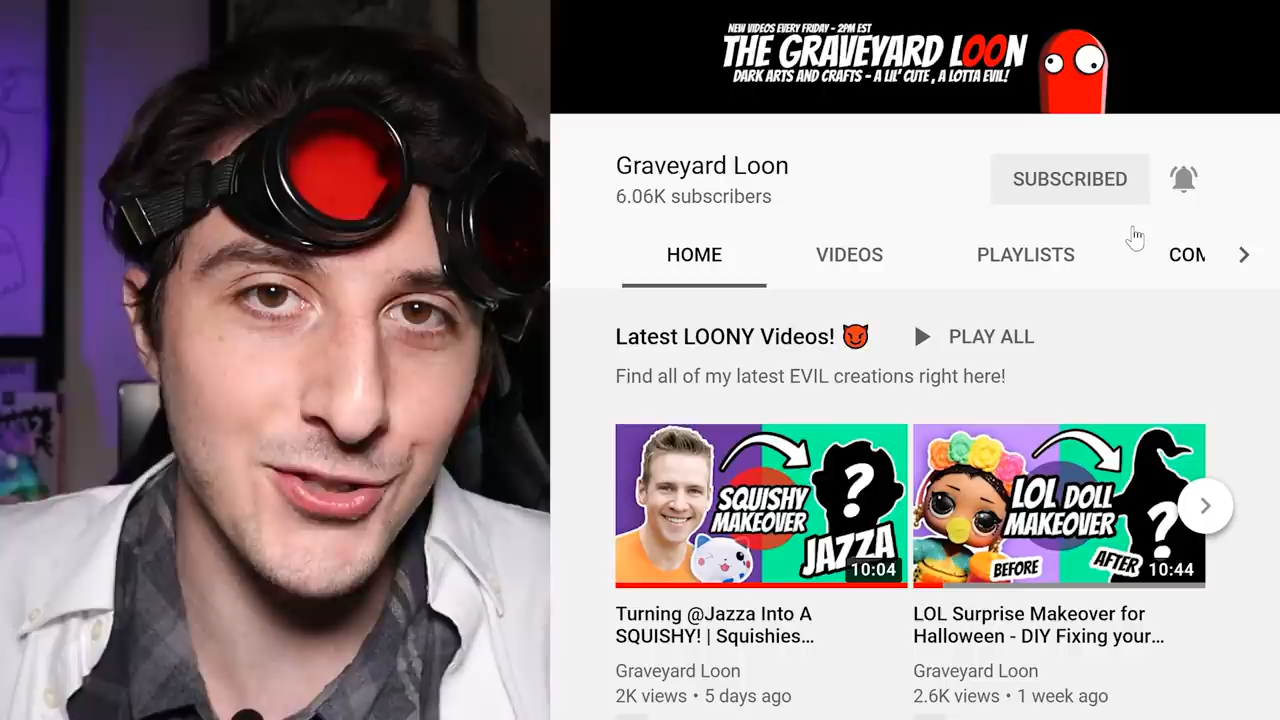 NEW VIDEOS EVERY FRIDAY - 2PM EST
THE GRAVEYARD LOON
DARK ARTS AND CRAFTS - A LIL' CUTE, A LOTTA EVIL!
Graveyard Loon
6.06K subscribers
SUBSCRIBED
HOME
VIDEOS
PLAYLISTS
COM
Latest LOONY Videos! 😈
PLAY ALL
Find all of my latest EVIL creations right here!
SQUISHY
MAKEOVER
?
JAZZA
10:04
LOL DOLL
MAKEOVER
?
BEFORE
AFTER
10:44
Turning @Jazza Into A
SQUISHY! | Squishies...
Graveyard Loon
2K views • 5 days ago
LOL Surprise Makeover for
Halloween - DIY Fixing your...
Graveyard Loon
2.6K views • 1 week ago